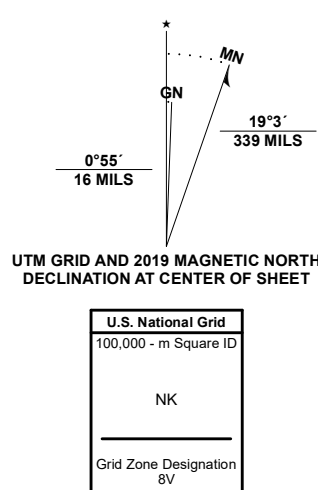 MN
GN
19°3´
339 MILS
0°55´
16 MILS
UTM GRID AND 2019 MAGNETIC NORTH
DECLINATION AT CENTER OF SHEET
U.S. National Grid
100,000 - m Square ID
NK
Grid Zone Designation
8V